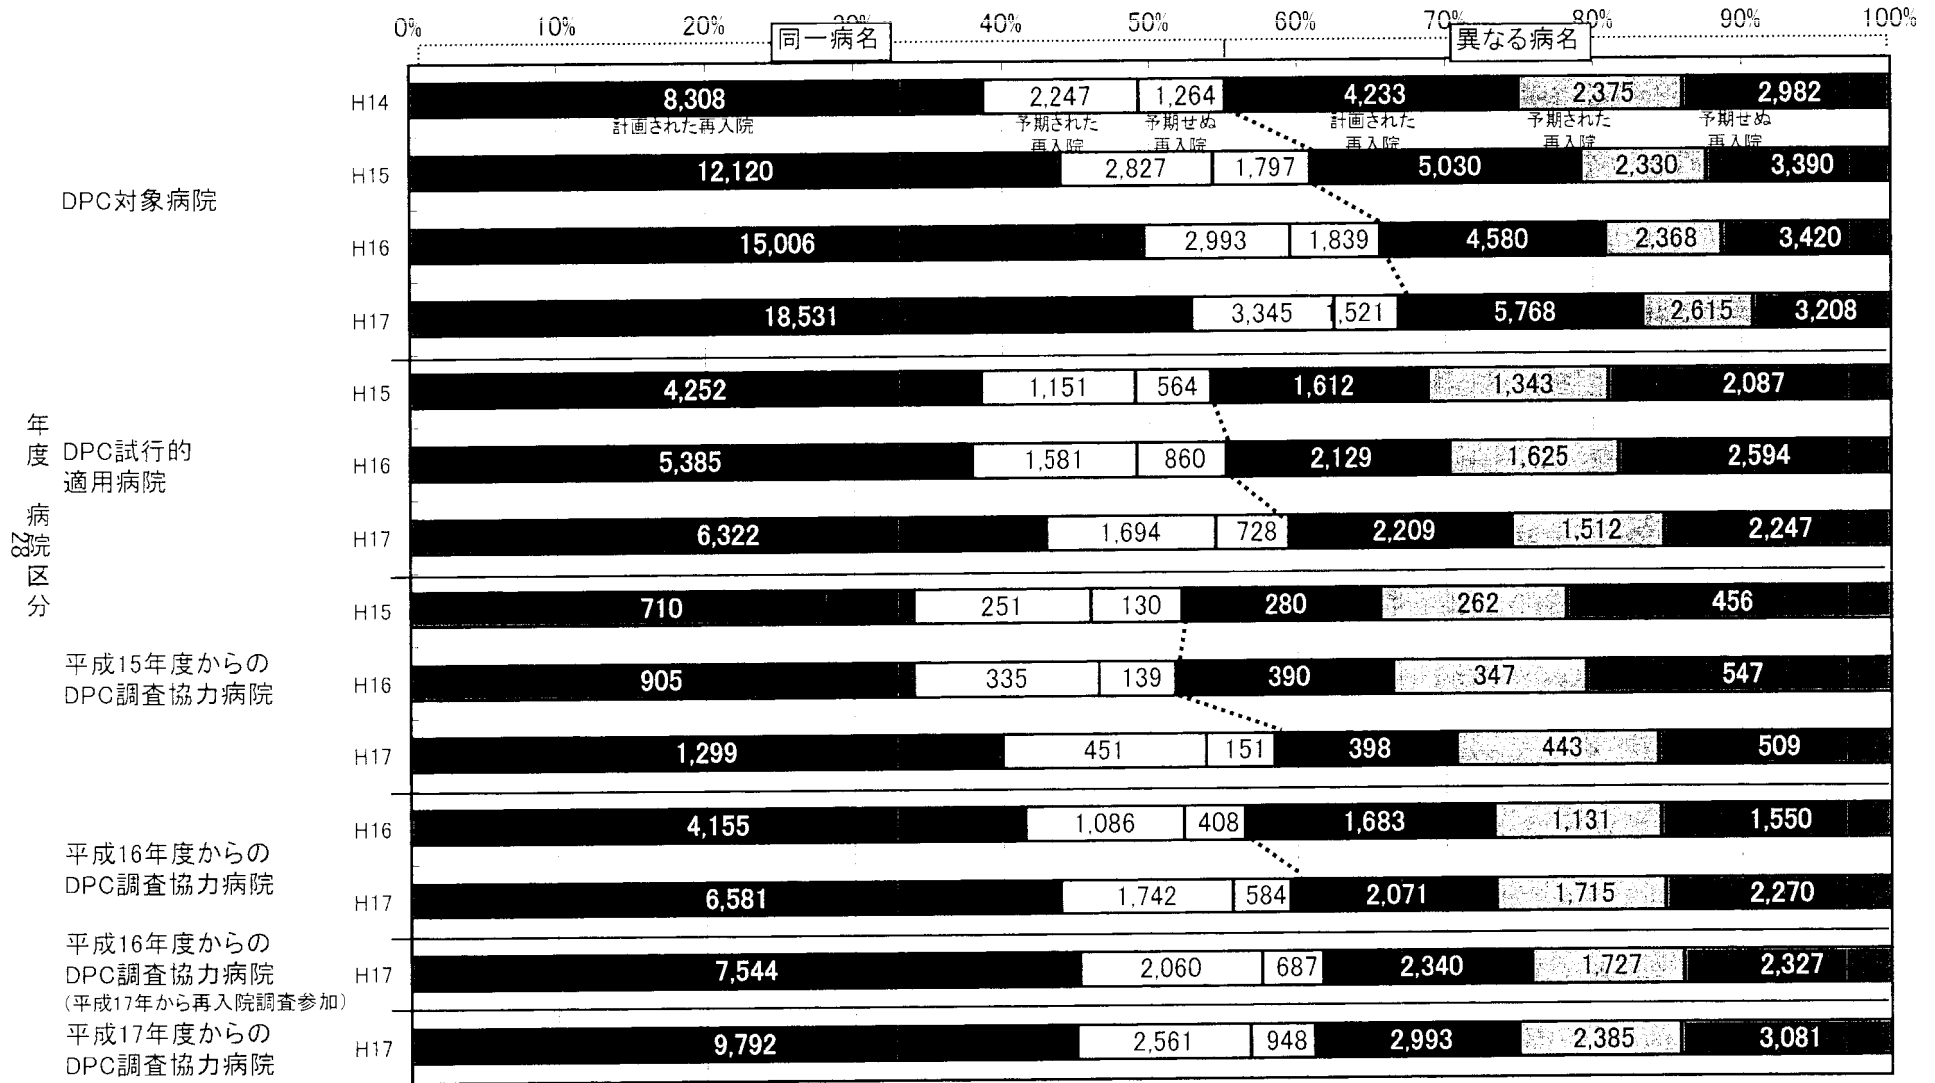 0% 10% 20% 30% 40% 50% 60% 70% 80% 90% 100%
同一病名 異なる病名
H14 8,308 2,247 1,264 4,233 2,375 2,982
計画された再入院 予期された 予期せぬ 計画された 予期された 予期せぬ
再入院 再入院 再入院 再入院 再入院
DPC対象病院
H15 12,120 2,827 1,797 5,030 2,330 3,390
H16 15,006 2,993 1,839 4,580 2,368 3,420
H17 18,531 3,345 1,521 5,768 2,615 3,208
年度 病院区分
28
DPC試行的
適用病院
H15 4,252 1,151 564 1,612 1,343 2,087
H16 5,385 1,581 860 2,129 1,625 2,594
H17 6,322 1,694 728 2,209 1,512 2,247
平成15年度からの
DPC調査協力病院
H15 710 251 130 280 262 456
H16 905 335 139 390 347 547
H17 1,299 451 151 398 443 509
平成16年度からの
DPC調査協力病院
H16 4,155 1,086 408 1,683 1,131 1,550
H17 6,581 1,742 584 2,071 1,715 2,270
平成16年度からの
DPC調査協力病院
(平成17年から再入院調査参加)
H17 7,544 2,060 687 2,340 1,727 2,327
平成17年度からの
DPC調査協力病院
H17 9,792 2,561 948 2,993 2,385 3,081